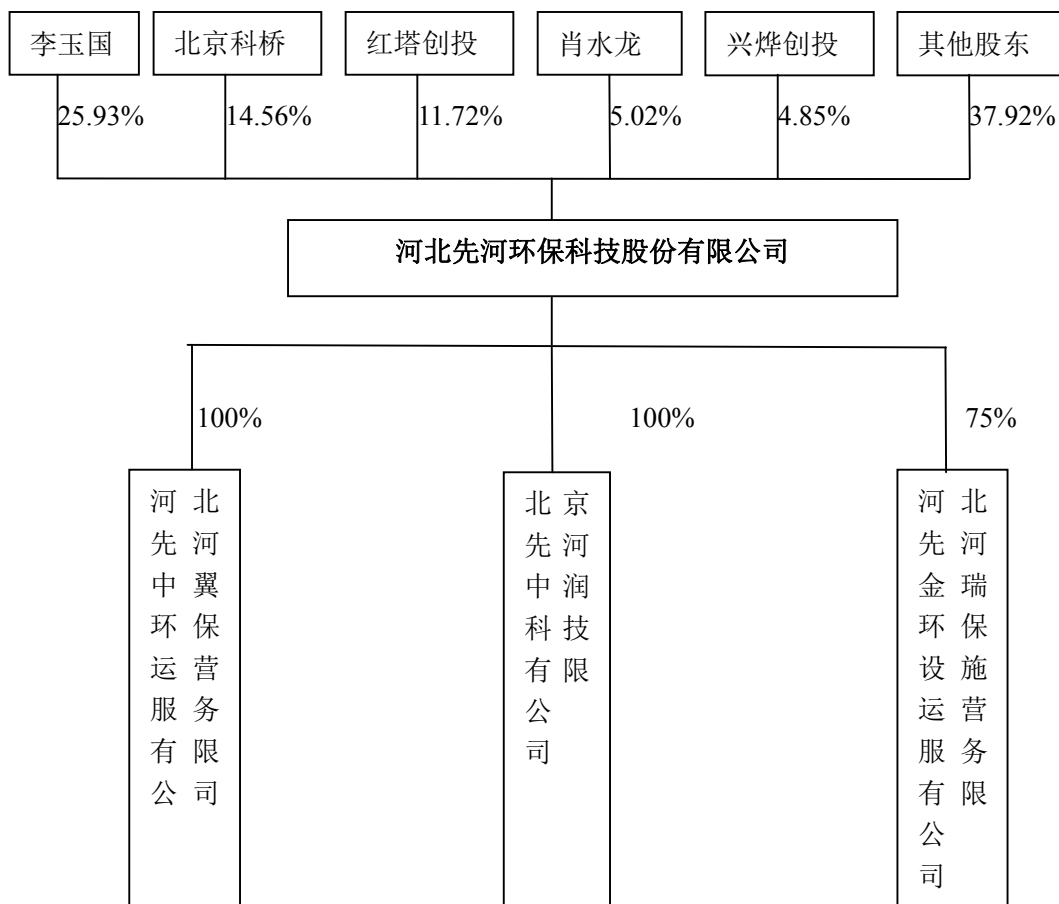 李玉国 北京科桥 红塔创投 肖水龙 兴烨创投 其他股东
25.93% 14.56% 11.72% 5.02% 4.85% 37.92%
河北先河环保科技股份有限公司
100% 100% 75%
河北
先河
中翼
环保
运营
服务
有限
公司
北京
先河
中润
科技
有限
公
司
河北
先河
金瑞
环保
设施
运营
服务
有限
公
司